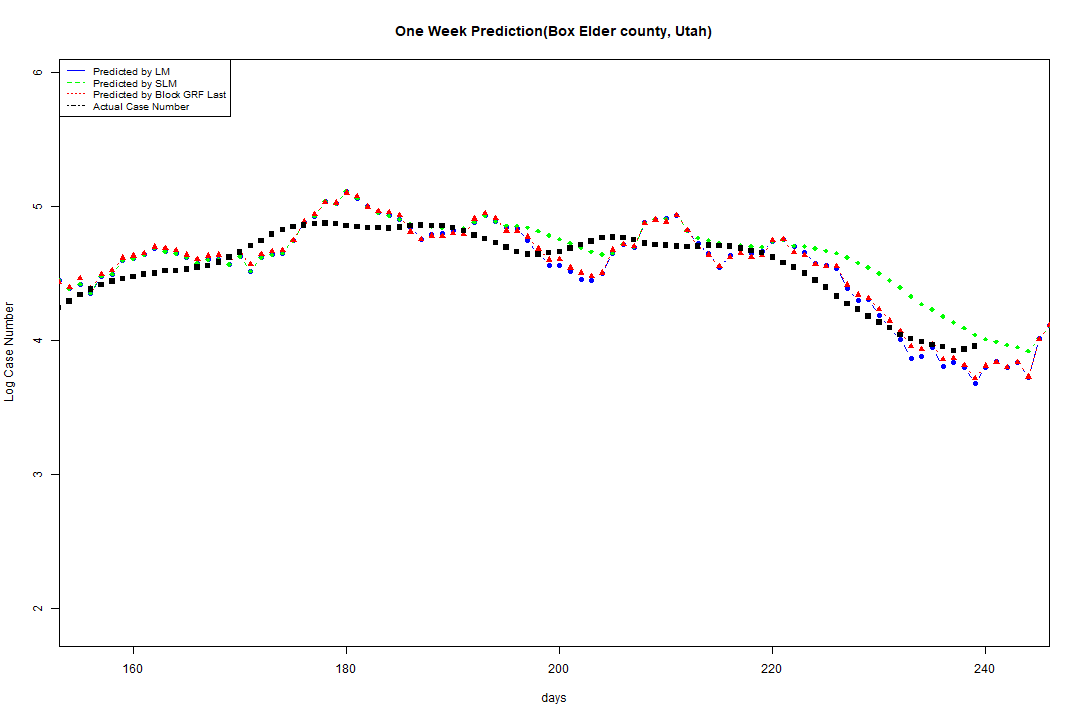 One Week Prediction(Box Elder county, Utah)
Predicted by LM
Predicted by SLM
Predicted by Block GRF Last
Actual Case Number
6
5
4
3
2
Log Case Number
160 180 200 220 240
days